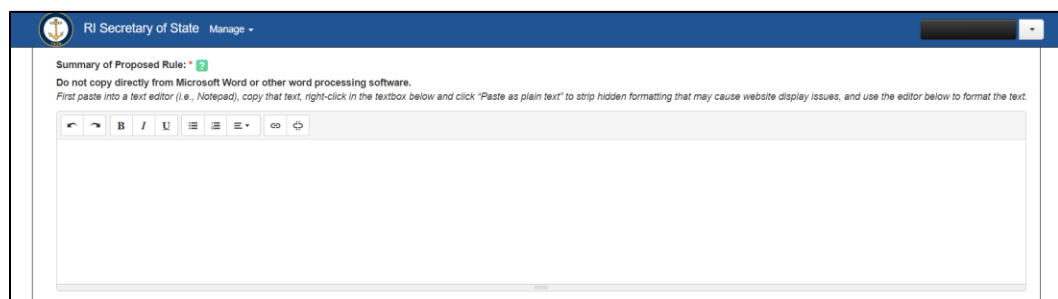 RI Secretary of State Manage
Summary of Proposed Rule: * ?
Do not copy directly from Microsoft Word or other word processing software.
First paste into a text editor (i.e., Notepad), copy that text, right-click in the textbox below and click "Paste as plain text" to strip hidden formatting that may cause website display issues, and use the editor below to format the text.
B I U